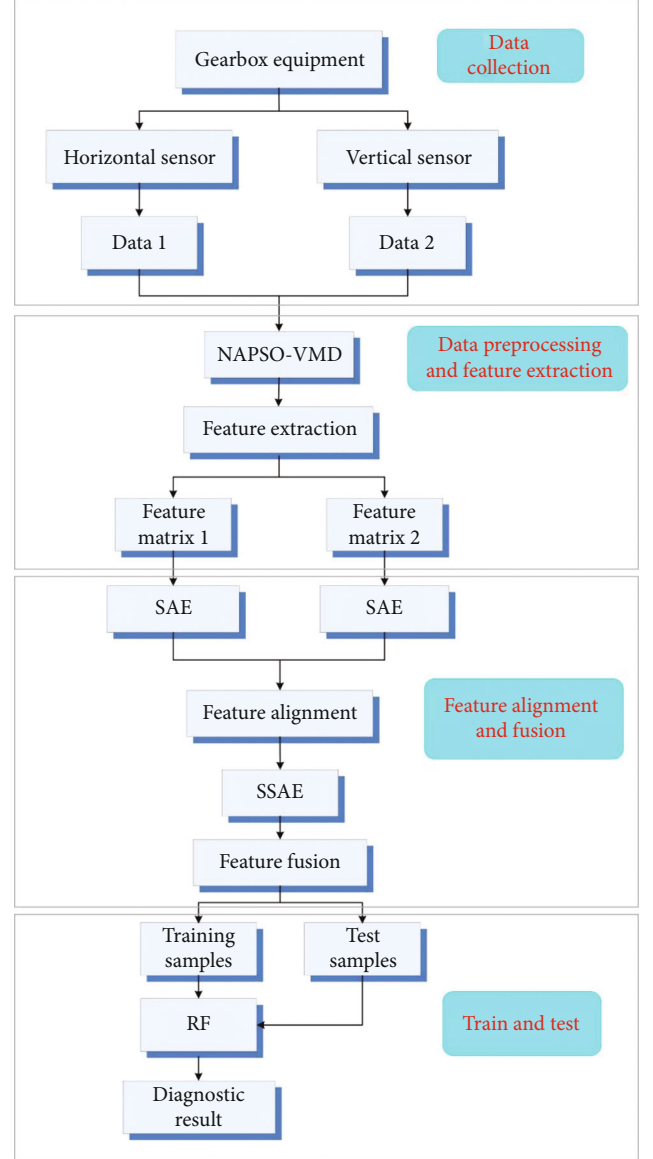 Gearbox equipment
Data
collection
Horizontal sensor
Vertical sensor
Data 1
Data 2
NAPSO-VMD
Data preprocessing
and feature extraction
Feature extraction
Feature
matrix 1
Feature
matrix 2
SAE
SAE
Feature alignment
Feature alignment
and fusion
SSAE
Feature fusion
Training
samples
Test
samples
RF
Train and test
Diagnostic
result